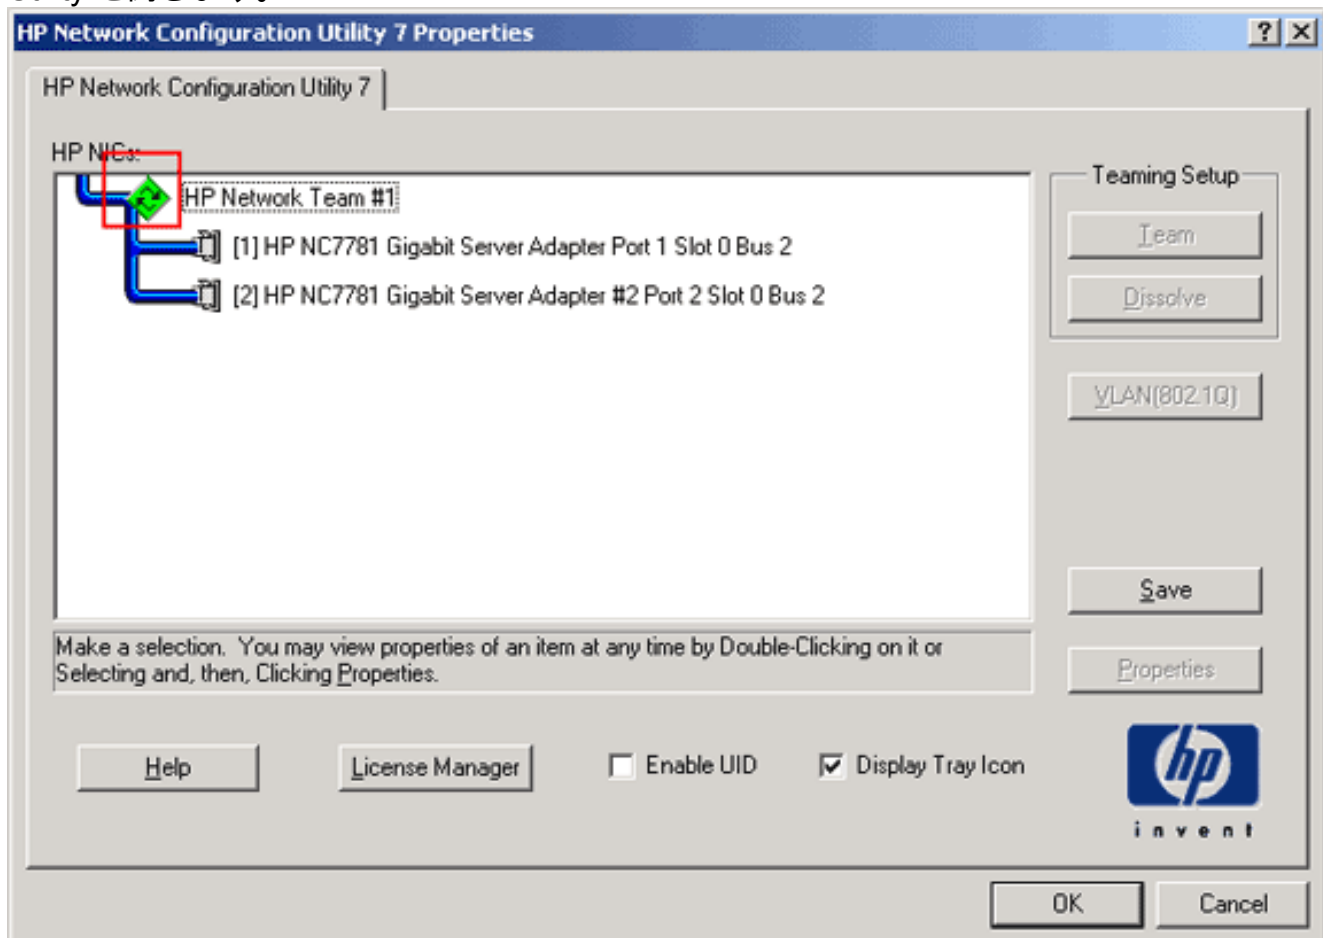 HP Network Configuration Utility 7 Properties
HP Network Configuration Utility 7
HP NICs:
HP Network Team #1
[1] HP NC7781 Gigabit Server Adapter Port 1 Slot 0 Bus 2
[2] HP NC7781 Gigabit Server Adapter #2 Port 2 Slot 0 Bus 2
Teaming Setup
Team
Dissolve
VLAN(802.1Q)
Save
Make a selection. You may view properties of an item at any time by Double-Clicking on it or
Selecting and, then, Clicking Properties.
Properties
Help
License Manager
Enable UID
Display Tray Icon
hp
invent
OK
Cancel